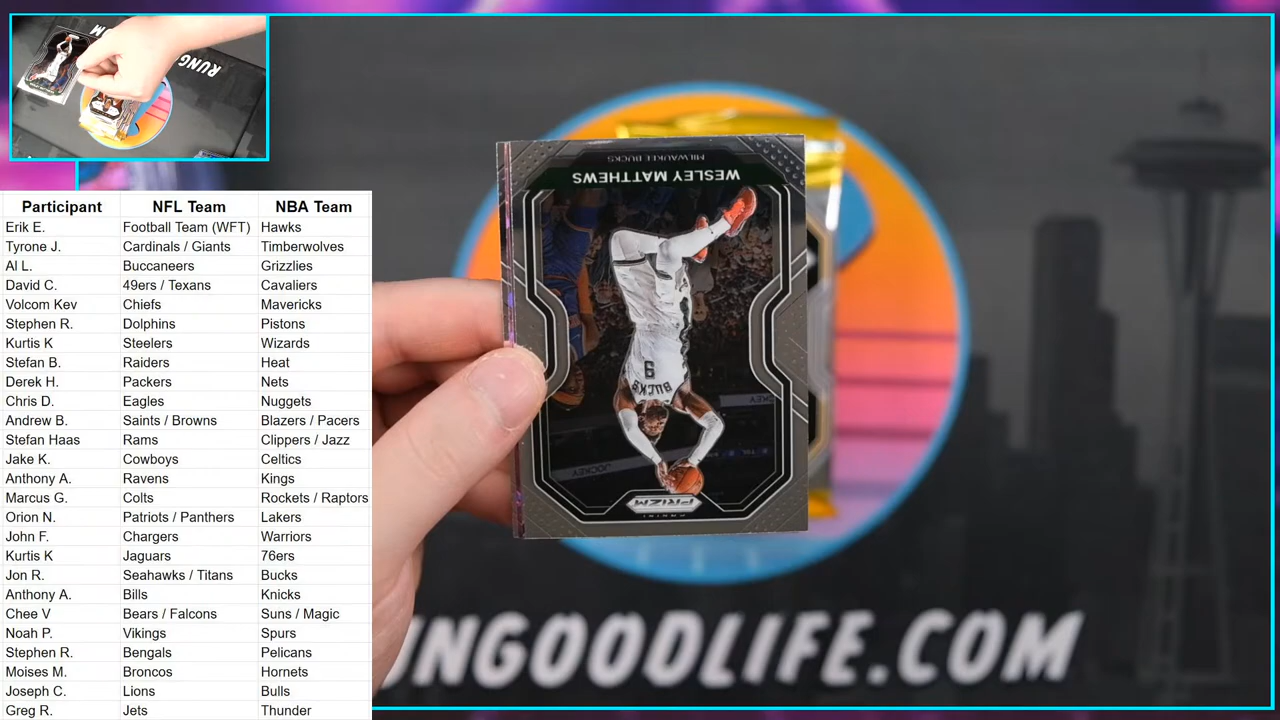 RUNG
Participant NFL Team NBA Team
Erik E. Football Team (WFT) Hawks
Tyrone J. Cardinals / Giants Timberwolves
Al L. Buccaneers Grizzlies
David C. 49ers / Texans Cavaliers
Volcom Kev Chiefs Mavericks
Stephen R. Dolphins Pistons
Kurtis K Steelers Wizards
Stefan B. Raiders Heat
Derek H. Packers Nets
Chris D. Eagles Nuggets
Andrew B. Saints / Browns Blazers / Pacers
Stefan Haas Rams Clippers / Jazz
Jake K. Cowboys Celtics
Anthony A. Ravens Kings
Marcus G. Colts Rockets / Raptors
Orion N. Patriots / Panthers Lakers
John F. Chargers Warriors
Kurtis K Jaguars 76ers
Jon R. Seahawks / Titans Bucks
Anthony A. Bills Knicks
Chee V Bears / Falcons Suns / Magic
Noah P. Vikings Spurs
Stephen R. Bengals Pelicans
Moises M. Broncos Hornets
Joseph C. Lions Bulls
Greg R. Jets Thunder
MILWAUKEE BUCKS
WESLEY MATTHEWS
9
BUCKS
JOCKEY
PRIZM
PANINI
UNGOODLIFE.COM